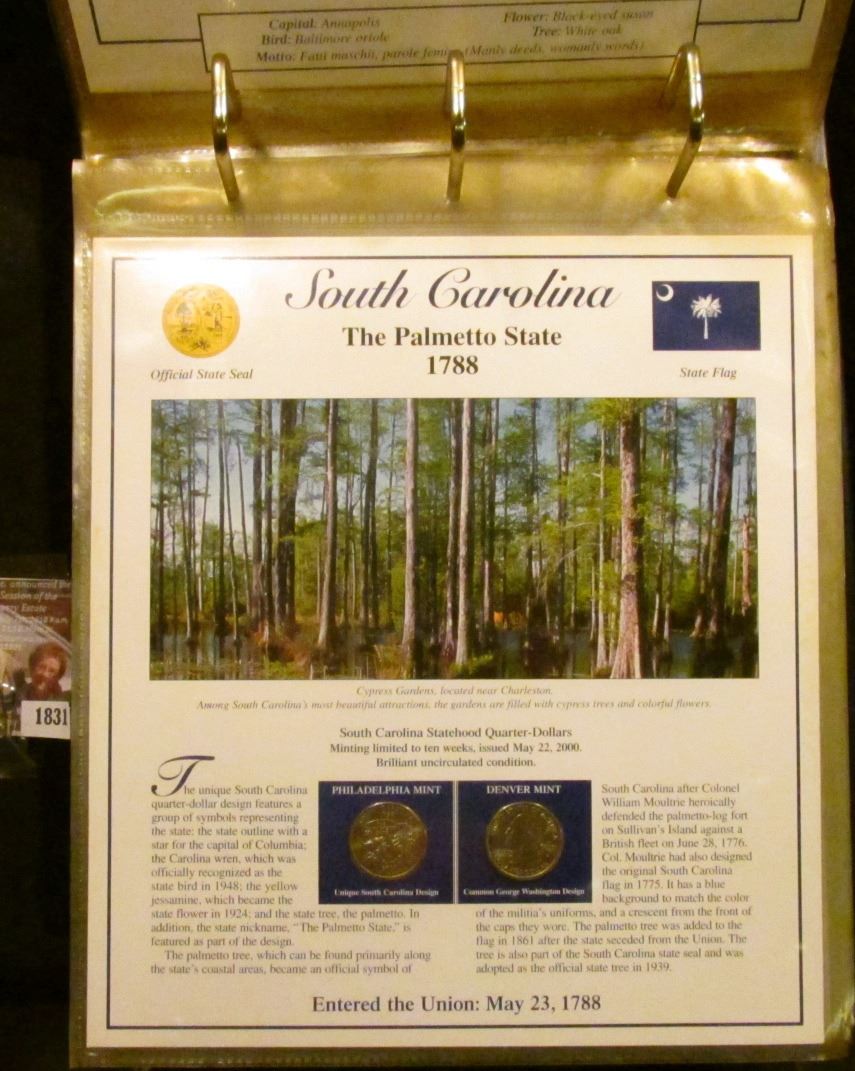 Capital: Annapolis
Flower: Black-eyed susan
Bird: Baltimore oriole
Tree: White oak
Motto: Fatti maschii, parole femine (Manly deeds, womanly words)
South Carolina
The Palmetto State
1788
Official State Seal
State Flag
Cypress Gardens, located near Charleston.
Among South Carolina's most beautiful attractions, the gardens are filled with cypress trees and colorful flowers.
announced the
Session of the
Estate
1831
South Carolina Statehood Quarter-Dollars
Minting limited to ten weeks, issued May 22, 2000.
Brilliant uncirculated condition.
The unique South Carolina
quarter-dollar design features a
group of symbols representing
the state: the state outline with a
star for the capital of Columbia;
the Carolina wren, which was
officially recognized as the
state bird in 1948; the yellow
jessamine, which became the
state flower in 1924; and the state tree, the palmetto. In
addition, the state nickname, "The Palmetto State," is
featured as part of the design.
The palmetto tree, which can be found primarily along
the state's coastal areas, became an official symbol of
PHILADELPHIA MINT
Unique South Carolina Design
DENVER MINT
Common George Washington Design
South Carolina after Colonel
William Moultrie heroically
defended the palmetto-log fort
on Sullivan's Island against a
British fleet on June 28, 1776.
Col. Moultrie had also designed
the original South Carolina
flag in 1775. It has a blue
background to match the color
of the militia's uniforms, and a crescent from the front of
the caps they wore. The palmetto tree was added to the
flag in 1861 after the state seceded from the Union. The
tree is also part of the South Carolina state seal and was
adopted as the official state tree in 1939.
Entered the Union: May 23, 1788